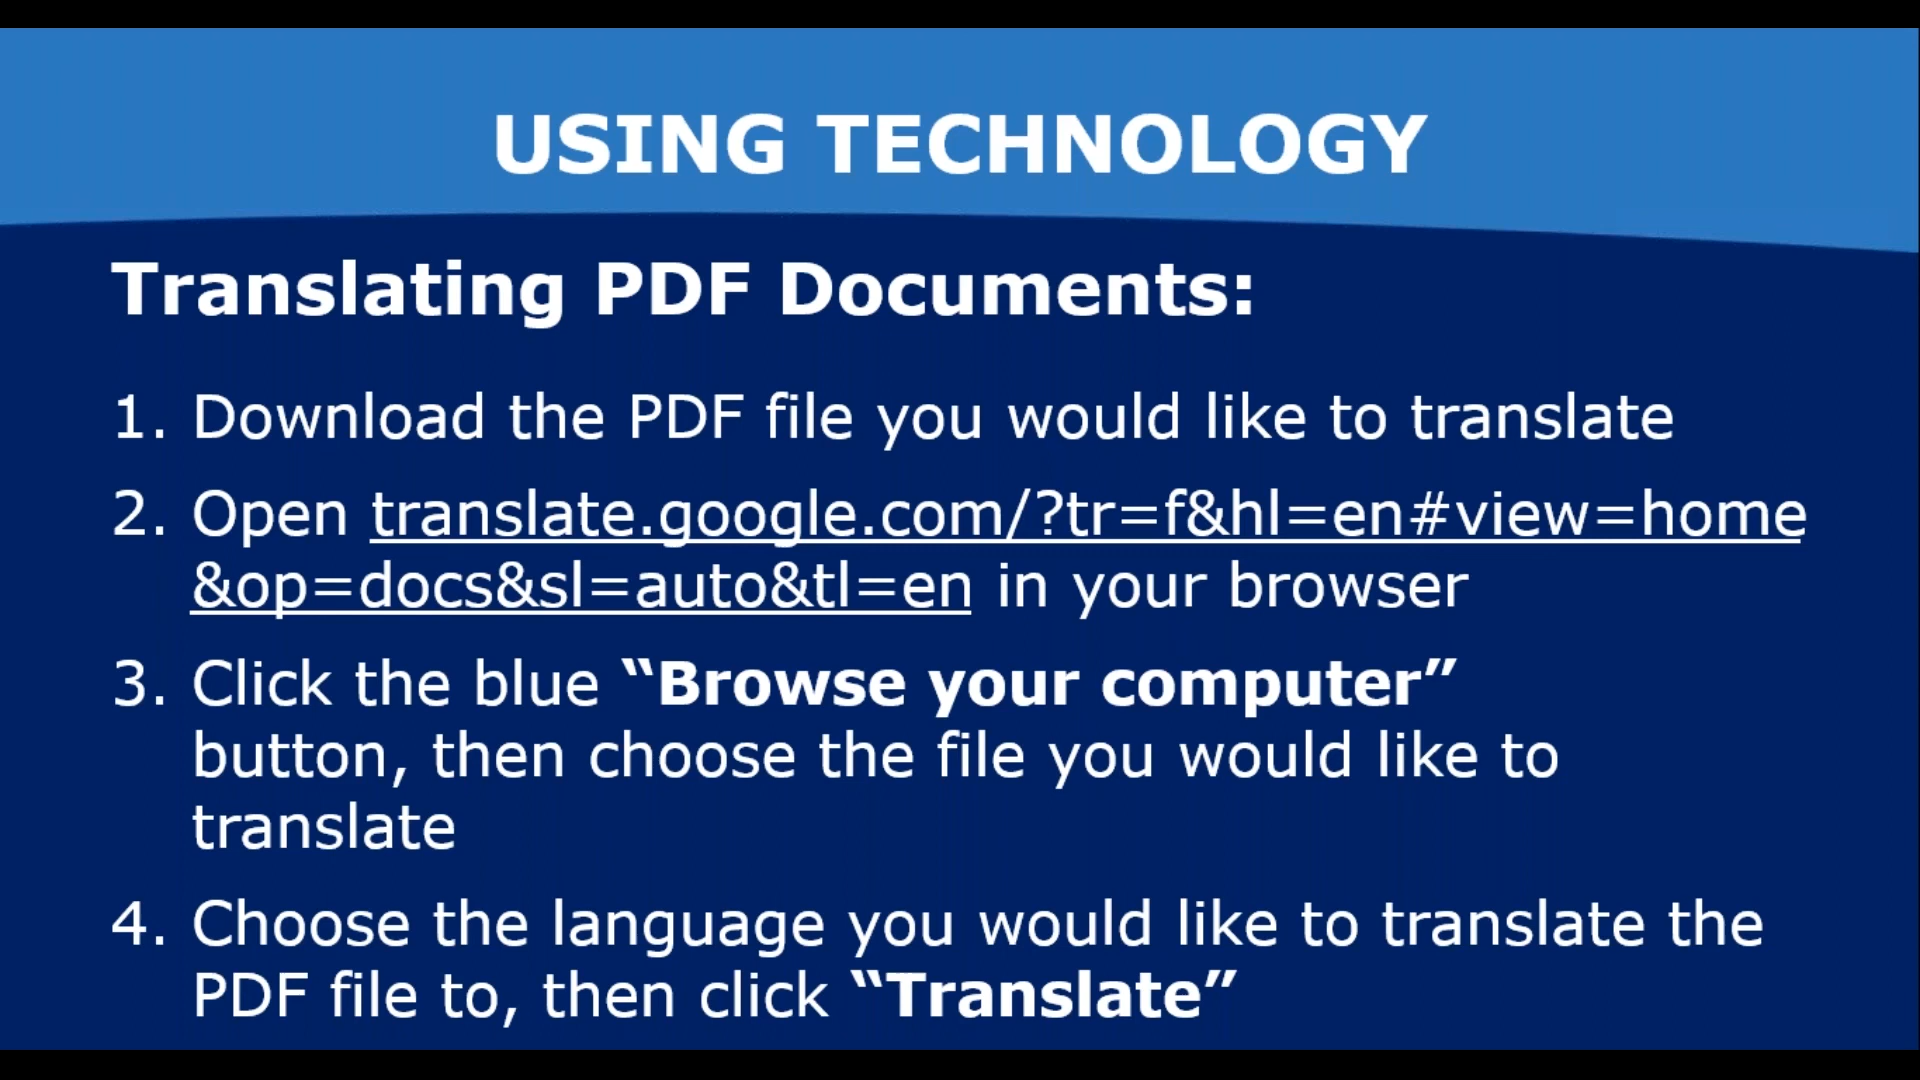 USING TECHNOLOGY
Translating PDF Documents:
1. Download the PDF file you would like to translate
2. Open translate.google.com/?tr=f&hl=en#view=home
&op=docs&sl=auto&tl=en in your browser
3. Click the blue “Browse your computer”
button, then choose the file you would like to
translate
4. Choose the language you would like to translate the
PDF file to, then click “Translate”